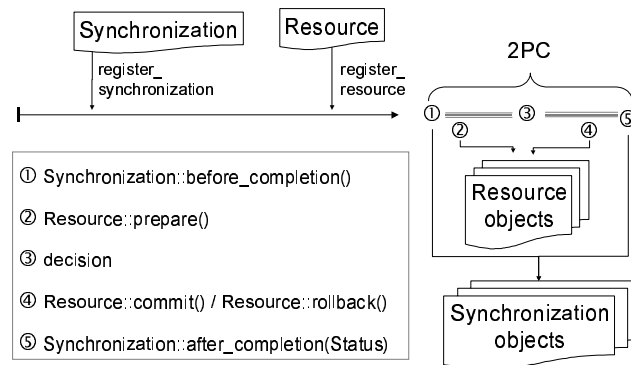 Synchronization
Resource
register_
synchronization
register_
resource
2PC
① ③ ⑤
② ④
Resource
objects
Synchronization
objects
① Synchronization::before_completion()
② Resource::prepare()
③ decision
④ Resource::commit() / Resource::rollback()
⑤ Synchronization::after_completion(Status)